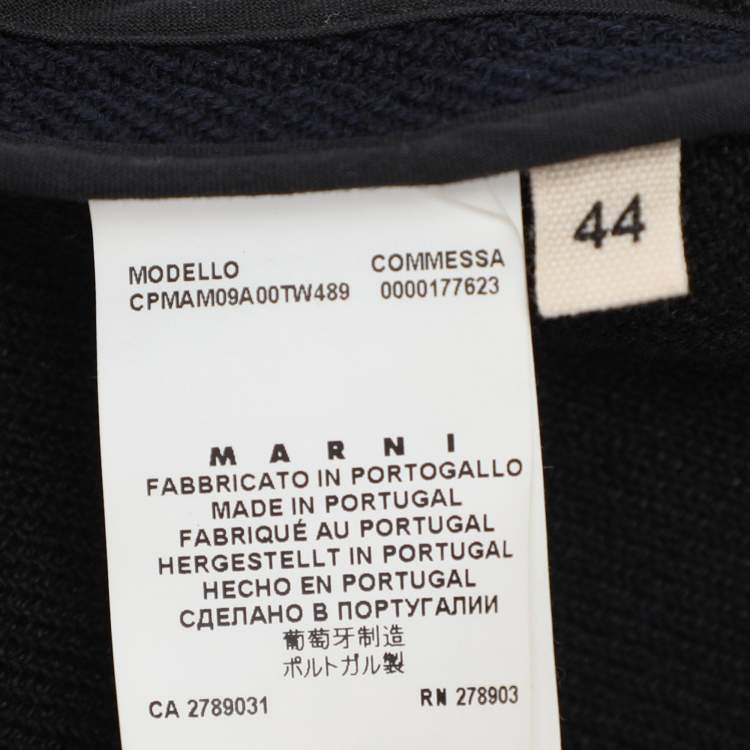 44
MODELLO COMMESSA
CPMAM09A00TW489 0000177623
MARNI
FABBRICATO IN PORTOGALLO
MADE IN PORTUGAL
FABRIQUÉ AU PORTUGAL
HERGESTELLT IN PORTUGAL
HECHO EN PORTUGAL
СДЕЛАНО В ПОРТУГАЛИИ
葡萄牙制造
ポルトガル製
CA 2789031 RN 278903